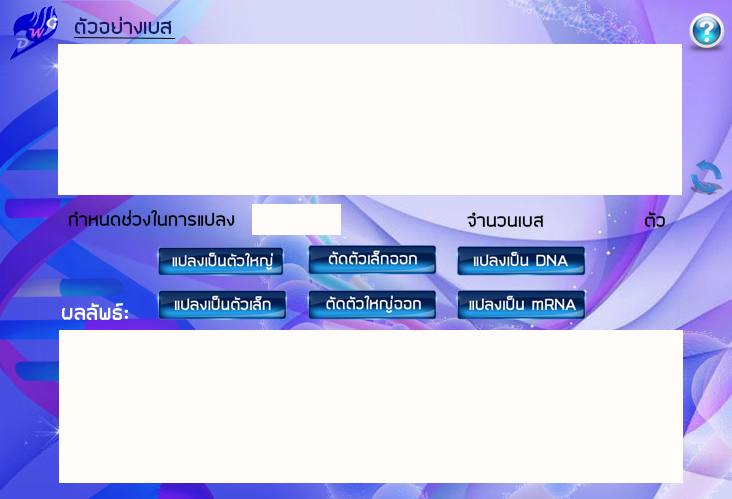 DWG
ตัวอย่างเบส
?
กำหนดช่วงในการแปลง
จำนวนเบส ตัว
แปลงเป็นตัวใหญ่ ตัดตัวเล็กออก แปลงเป็น DNA
แปลงเป็นตัวเล็ก ตัดตัวใหญ่ออก แปลงเป็น mRNA
ผลลัพธ์: